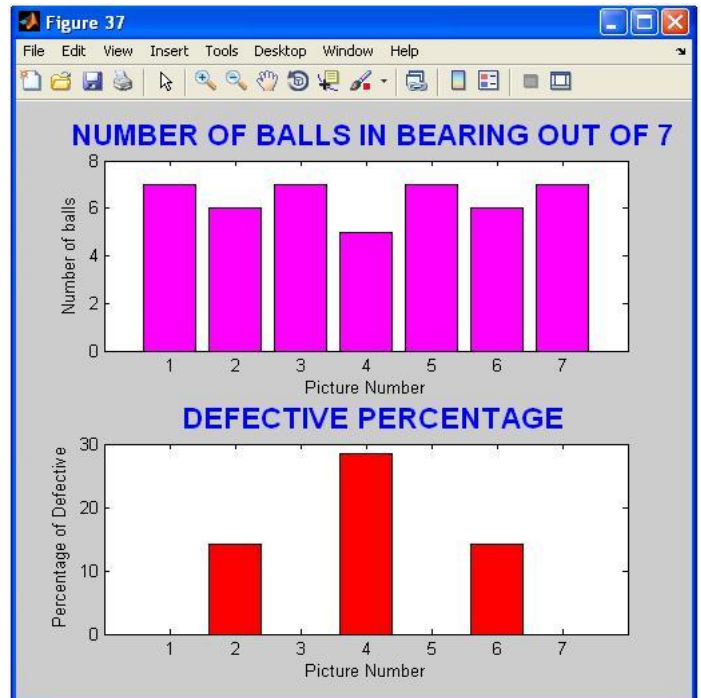 Figure 37
File Edit View Insert Tools Desktop Window Help
NUMBER OF BALLS IN BEARING OUT OF 7
Number of balls
8
6
4
2
0
1 2 3 4 5 6 7
Picture Number
DEFECTIVE PERCENTAGE
Percentage of Defective
30
20
10
0
1 2 3 4 5 6 7
Picture Number